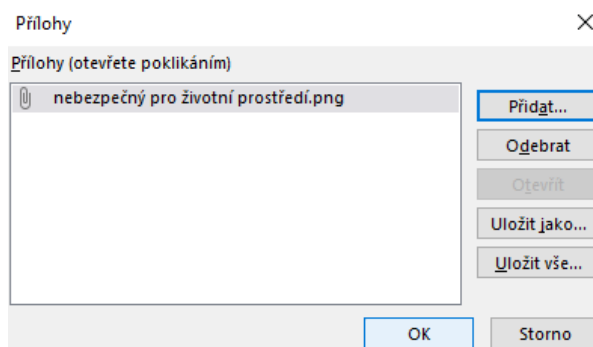 Přílohy
Přílohy (otevřete poklikáním)
nebezpečný pro životní prostředí.png
Přidat...
Odebrat
Otevřít
Uložit jako...
Uložit vše...
OK
Storno